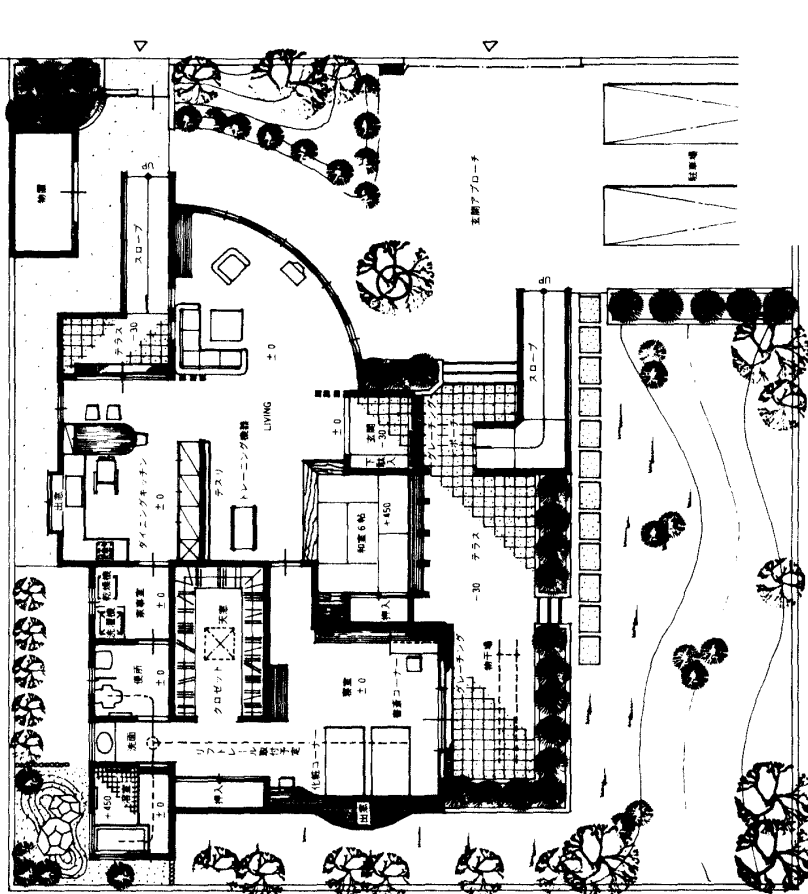 物置
UP
スロープ
テラス
-30
駐車場
玄関アプローチ
±0
LIVING
トレーニング機器
テスリ
出窓
ダイニングキッチン
±0
±0
玄関
-30
下駄入
グレーチング
ポーチ
UP
スロープ
和室6帖
+450
テラス
-30
乾燥機
洗濯機
家事室
±0
天窓
クロゼット
押入
便所
±0
洗面
リフトレール取付予定
寝室
±0
書斎コーナー
グレーチング
物干場
化粧コーナー
押入
浴室
+450
±0
出窓